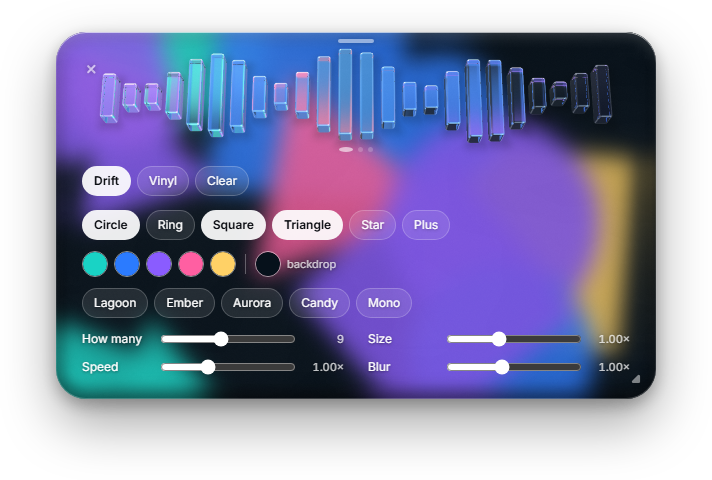 ×
Drift Vinyl Clear
Circle Ring Square Triangle Star Plus
backdrop
Lagoon Ember Aurora Candy Mono
How many 9 Size 1.00×
Speed 1.00× Blur 1.00×